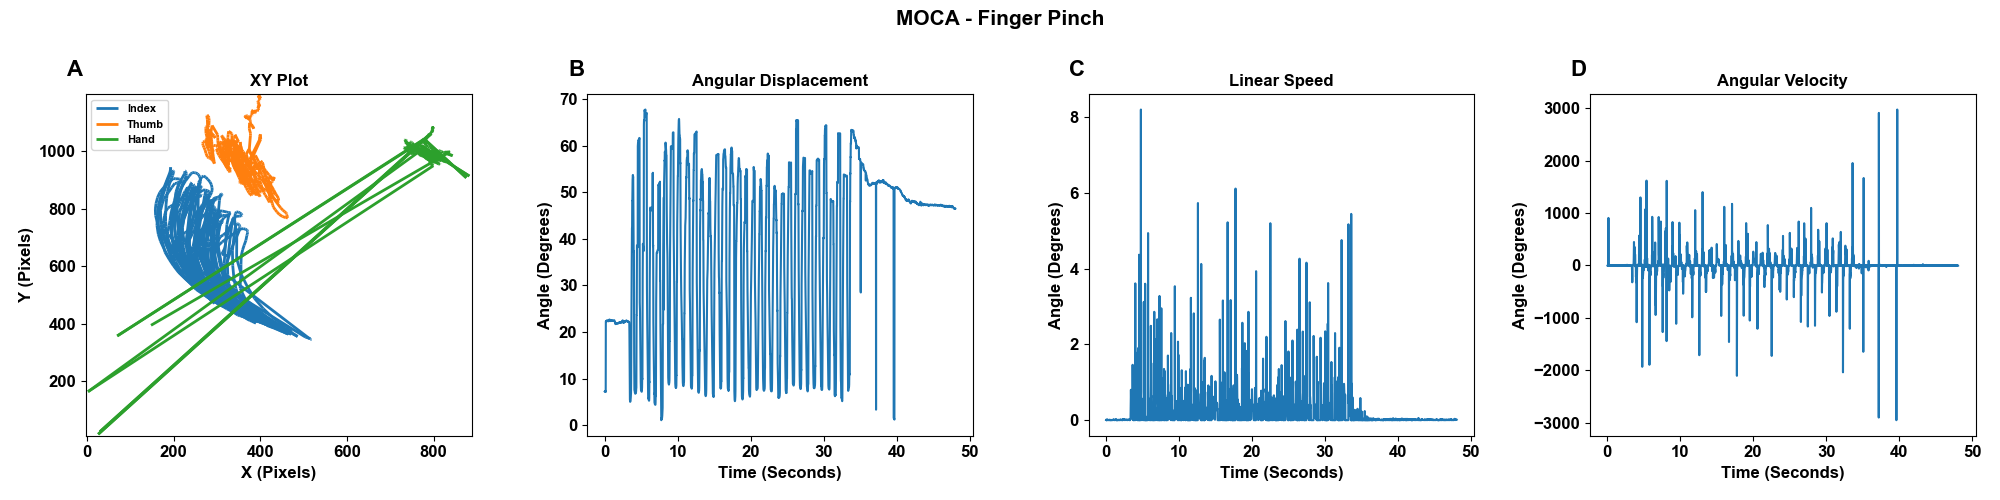 MOCA - Finger Pinch
A
XY Plot
Index
Thumb
Hand
Y (Pixels)
1000
800
600
400
200
0
200
400
600
800
X (Pixels)
B
Angular Displacement
Angle (Degrees)
70
60
50
40
30
20
10
0
0
10
20
30
40
50
Time (Seconds)
C
Linear Speed
Angle (Degrees)
8
6
4
2
0
0
10
20
30
40
50
Time (Seconds)
D
Angular Velocity
Angle (Degrees)
3000
2000
1000
0
−1000
−2000
−3000
0
10
20
30
40
50
Time (Seconds)